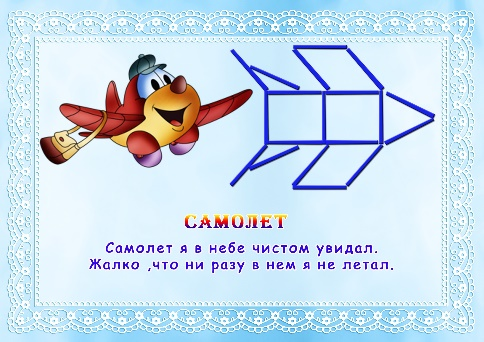 САМОЛЕТ
Самолет я в небе чистом увидал.
Жалко ,что ни разу в нем я не летал.